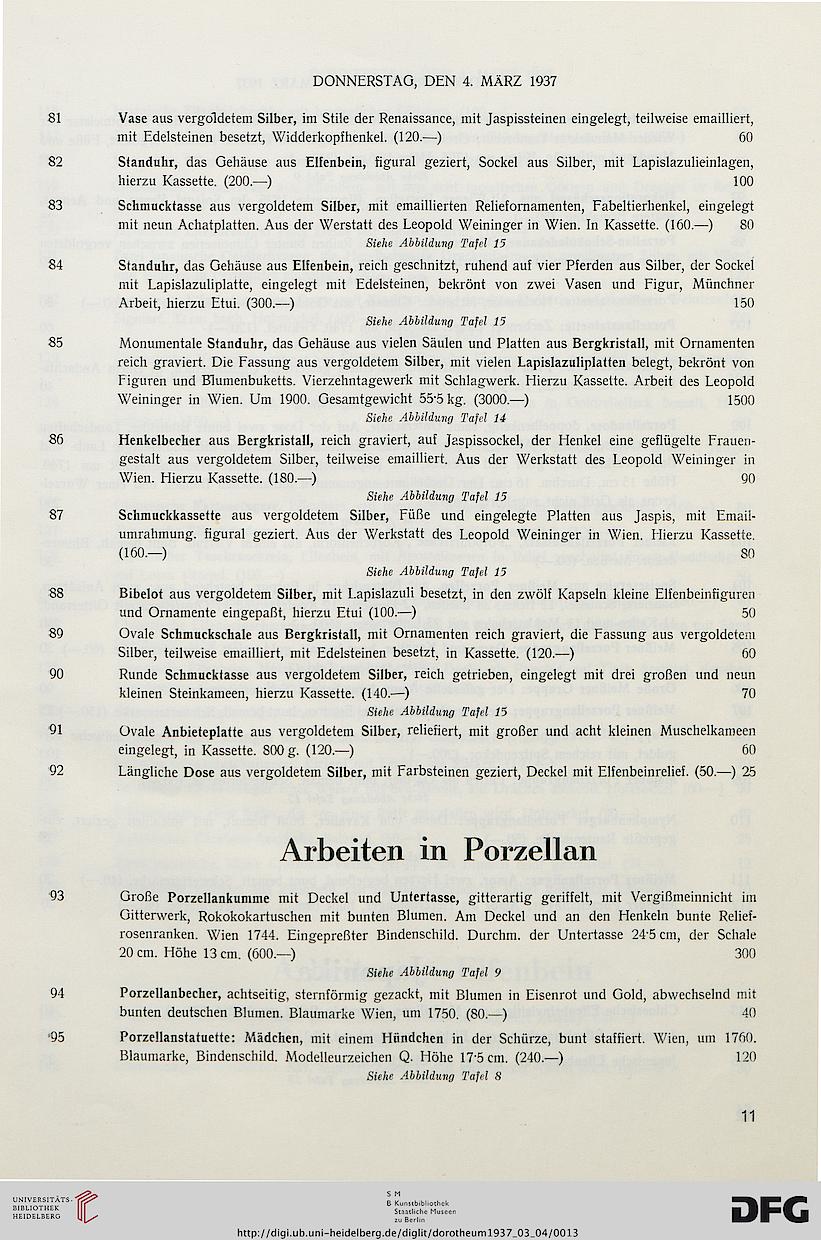 DONNERSTAG, DEN 4. MÄRZ 1937
81 Vase aus vergoldetem Silber, im Stile der Renaissance, mit Jaspissteinen eingelegt, teilweise emailliert,
mit Edelsteinen besetzt, Widderkopfhenkel. (120.—) 60
82 Standuhr, das Gehäuse aus Elfenbein, figural geziert, Sockel aus Silber, mit Lapislazulieinlagen,
hierzu Kassette. (200.—) 100
83 Schmucktasse aus vergoldetem Silber, mit emaillierten Reliefornamenten, Fabeltierhenkel, eingelegt
mit neun Achatplatten. Aus der Werstatt des Leopold Weininger in Wien. In Kassette. (160.—) 80
Siehe Abbildung Tafel 15
84 Standuhr, das Gehäuse aus Elfenbein, reich geschnitzt, ruhend auf vier Pferden aus Silber, der Sockel
mit Lapislazuliplatte, eingelegt mit Edelsteinen, bekrönt von zwei Vasen und Figur, Münchner
Arbeit, hierzu Etui. (300.—) 150
Siehe Abbildung Tafel 15
85 Monumentale Standuhr, das Gehäuse aus vielen Säulen und Platten aus Bergkristall, mit Ornamenten
reich graviert. Die Fassung aus vergoldetem Silber, mit vielen Lapislazuliplatten belegt, bekrönt von
Figuren und Blumenbuketts. Vierzehntagewerk mit Schlagwerk. Hierzu Kassette. Arbeit des Leopold
Weininger in Wien. Um 1900. Gesamtgewicht 55·5 kg. (3000.—) 1500
Siehe Abbildung Tafel 14
86 Henkelbecher aus Bergkristall, reich graviert, auf Jaspissockel, der Henkel eine geflügelte Frauen-
gestalt aus vergoldetem Silber, teilweise emailliert. Aus der Werkstatt des Leopold Weininger in
Wien. Hierzu Kassette. (180.—) 90
Siehe Abbildung Tafel 15
87 Schmuckkassette aus vergoldetem Silber, Füße und eingelegte Platten aus Jaspis, mit Email-
umrahmung. figural geziert. Aus der Werkstatt des Leopold Weininger in Wien. Hierzu Kassette.
(160.—) 80
Siehe Abbildung Tafel 15
88 Bibelot aus vergoldetem Silber, mit Lapislazuli besetzt, in den zwölf Kapseln kleine Elfenbeinfiguren
und Ornamente eingepaßt, hierzu Etui (100.—) 50
89 Ovale Schmuckschale aus Bergkristall, mit Ornamenten reich graviert, die Fassung aus vergoldetem
Silber, teilweise emailliert, mit Edelsteinen besetzt, in Kassette. (120.—) 60
90 Runde Schmucktasse aus vergoldetem Silber, reich getrieben, eingelegt mit drei großen und neun
kleinen Steinkameen, hierzu Kassette. (140.—) 70
Siehe Abbildung Tafel 15
91 Ovale Anbieteplatte aus vergoldetem Silber, reliefiert, mit großer und acht kleinen Muschelkameen
eingelegt, in Kassette. 800 g. (120.—) 60
92 Längliche Dose aus vergoldetem Silber, mit Farbsteinen geziert, Deckel mit Elfenbeinrelief. (50.—) 25
Arbeiten in Porzellan
93 Große Porzellankumme mit Deckel und Untertasse, gitterartig geriffelt, mit Vergißmeinnicht im
Gitterwerk, Rokokokartuschen mit bunten Blumen. Am Deckel und an den Henkeln bunte Relief-
rosenranken. Wien 1744. Eingepreßter Bindenschild. Durchm. der Untertasse 24·5 cm, der Schale
20 cm. Höhe 13 cm. (600.—) 300
Siehe Abbildung Tafel 9
94 Porzellanbecher, achtseitig, sternförmig gezackt, mit Blumen in Eisenrot und Gold, abwechselnd mit
bunten deutschen Blumen. Blaumarke Wien, um 1750. (80.—) 40
95 Porzellanstatuette: Mädchen, mit einem Hündchen in der Schürze, bunt staffiert. Wien, um 1760.
Blaumarke, Bindenschild. Modelleurzeichen Q. Höhe 17·5 cm. (240.—) 120
Siehe Abbildung Tafel 8
11
UNIVERSITÄTS-
BIBLIOTHEK
HEIDELBERG
S M
B Kunstbibliothek
Staatliche Museen
zu Berlin
DFG
http://digi.ub.uni-heidelberg.de/diglit/dorotheum1937_03_04/0013